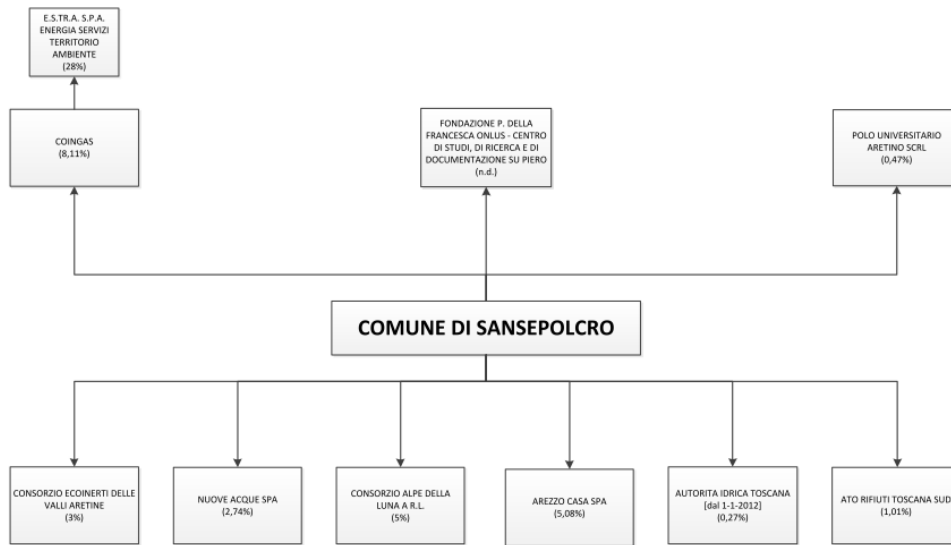 E.S.TR.A. S.P.A.
ENERGIA SERVIZI
TERRITORIO
AMBIENTE
(28%)
COINGAS
(8,11%)
FONDAZIONE P. DELLA
FRANCESCA ONLUS - CENTRO
DI STUDI, DI RICERCA E DI
DOCUMENTAZIONE SU PIERO
(n.d.)
POLO UNIVERSITARIO
ARETINO SCRL
(0,47%)
COMUNE DI SANSEPOLCRO
CONSORZIO ECOINERTI DELLE
VALLI ARETINE
(3%)
NUOVE ACQUE SPA
(2,74%)
CONSORZIO ALPE DELLA
LUNA A R.L.
(5%)
AREZZO CASA SPA
(5,08%)
AUTORITA IDRICA TOSCANA
[dal 1-1-2012]
(0,27%)
ATO RIFIUTI TOSCANA SUD
(1,01%)